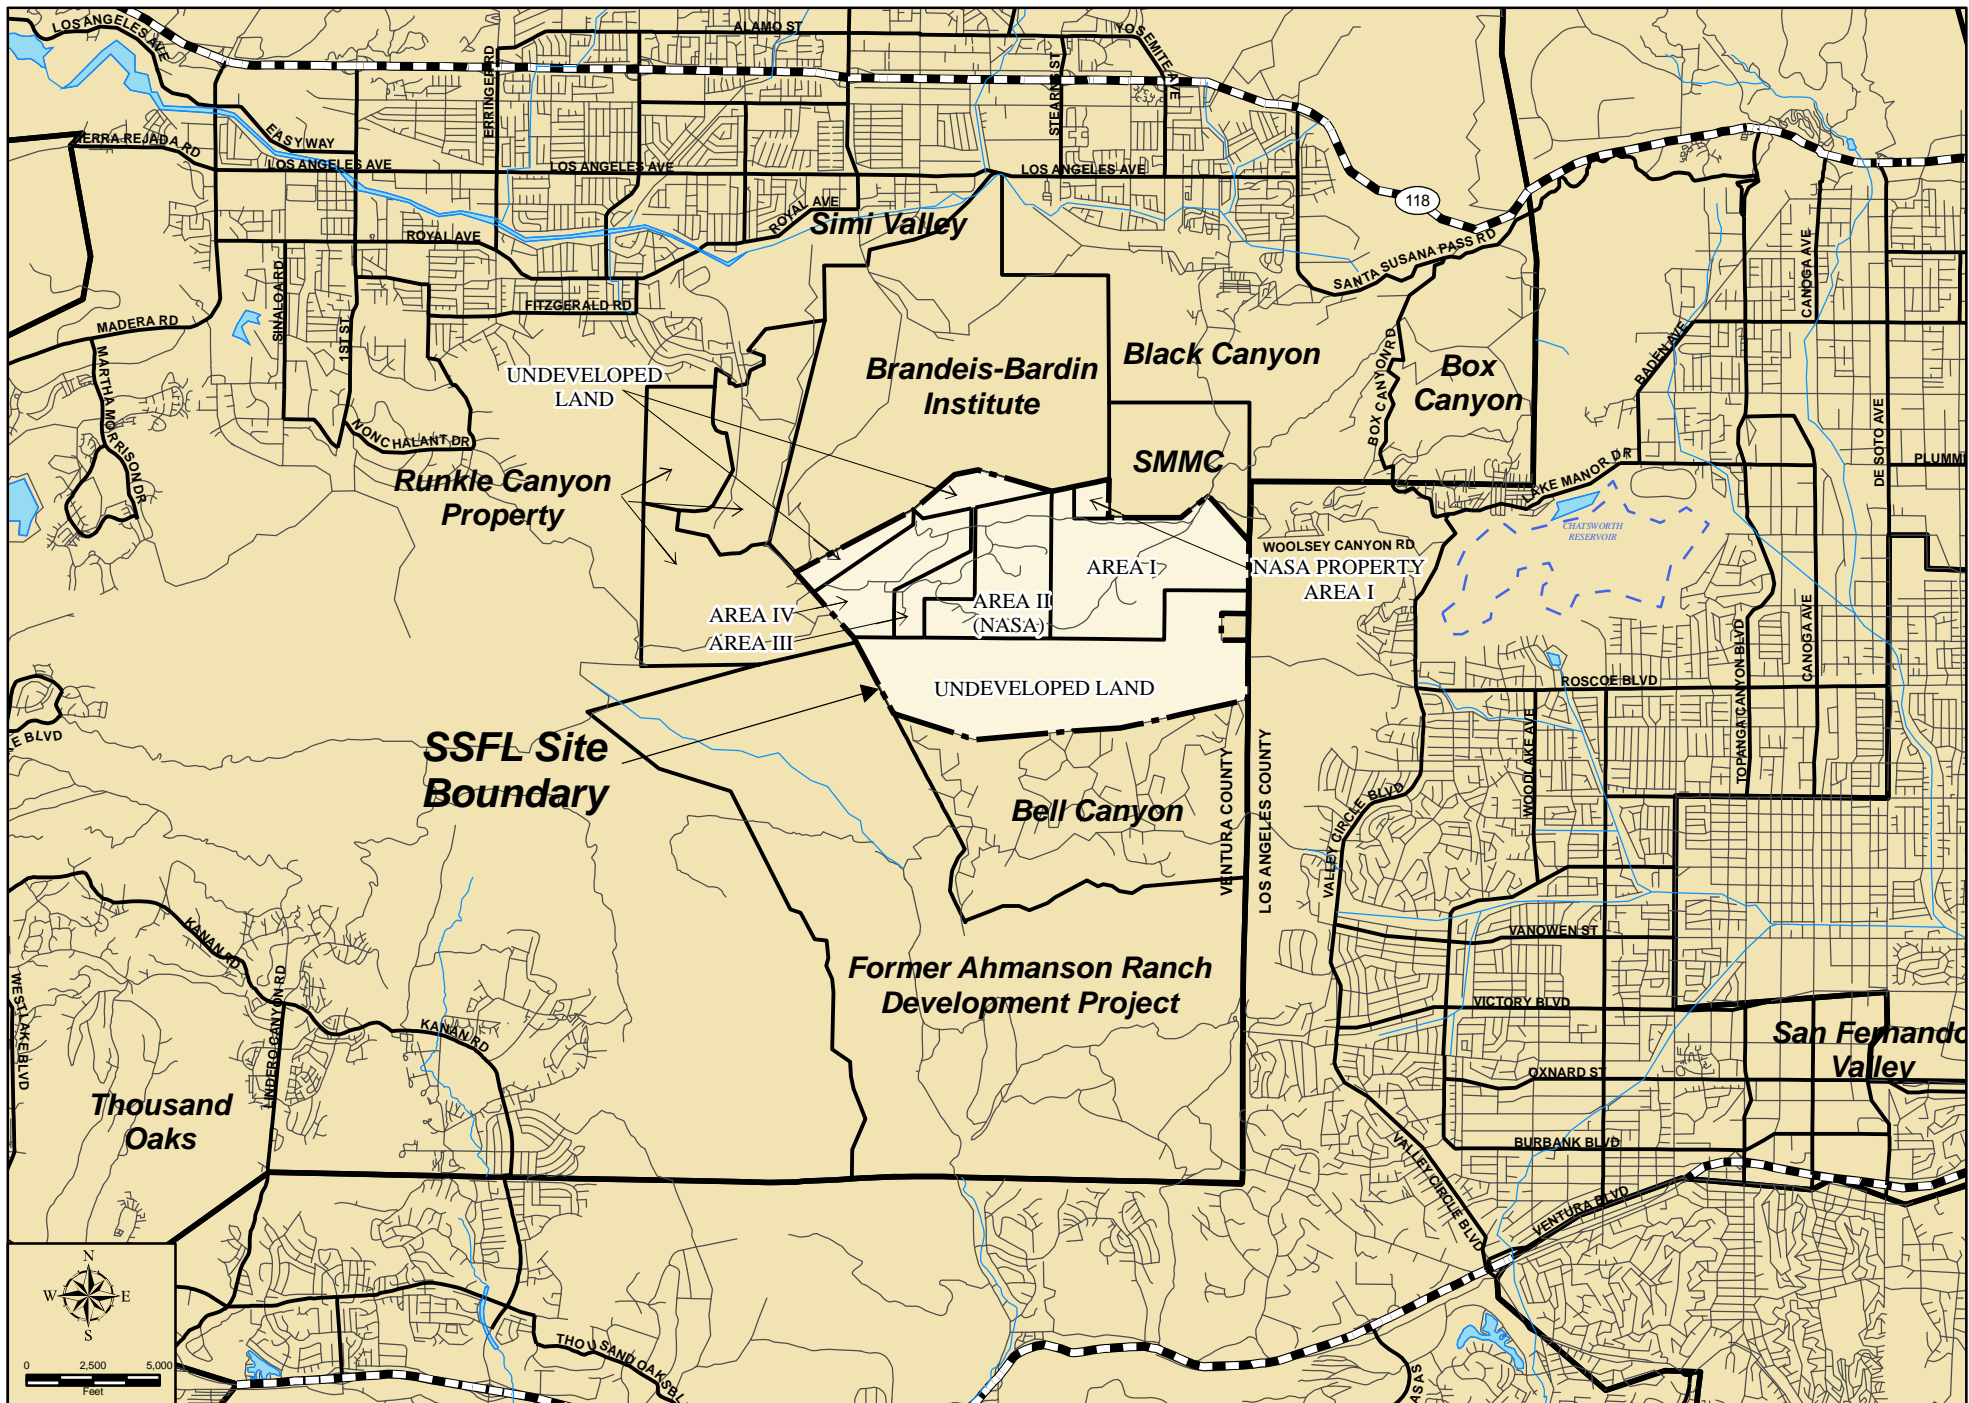 LOS ANGELES AVE
ALAMO ST
YOSEMITE AVE
ERRINGER RD
STEARNS ST
EASY WAY
IERRA REJADA RD
LOS ANGELES AVE
LOS ANGELES AVE
LOS ANGELES AVE
118
ROYAL AVE
ROYAL AVE
Simi Valley
SANTA SUSANA PASS RD
CANOGA AVE
SINALOA RD
1ST ST
FITZGERALD RD
MADERA RD
MARTHA MORRISON DR
NONCHALANT DR
UNDEVELOPED
LAND
Brandeis-Bardin
Institute
Black Canyon
BOX CANYON RD
Box
Canyon
BADEN AVE
DE SOTO AVE
PLUMM
Runkle Canyon
Property
SMMC
LAKE MANOR DR
CHATSWORTH
RESERVOIR
WOOLSEY CANYON RD
AREA I
NASA PROPERTY
AREA I
AREA IV
AREA III
AREA II
(NASA)
UNDEVELOPED LAND
ROSCOE BLVD
CANOGA AVE
TOPANGA CANYON BLVD
WOODLAKE AVE
E BLVD
SSFL Site
Boundary
Bell Canyon
VENTURA COUNTY
LOS ANGELES COUNTY
VALLEY CIRCLE BLVD
KANAN RD
VANOWEN ST
Former Ahmanson Ranch
Development Project
VICTORY BLVD
San Fernando
Valley
WESTLAKE BLVD
LINDERO CANYON RD
KANAN RD
OXNARD ST
Thousand
Oaks
BURBANK BLVD
VALLEY CIRCLE BLVD
VENTURA BLVD
N
W
E
S
0 2,500 5,000
Feet
THOUSAND OAKS BL
ASAS